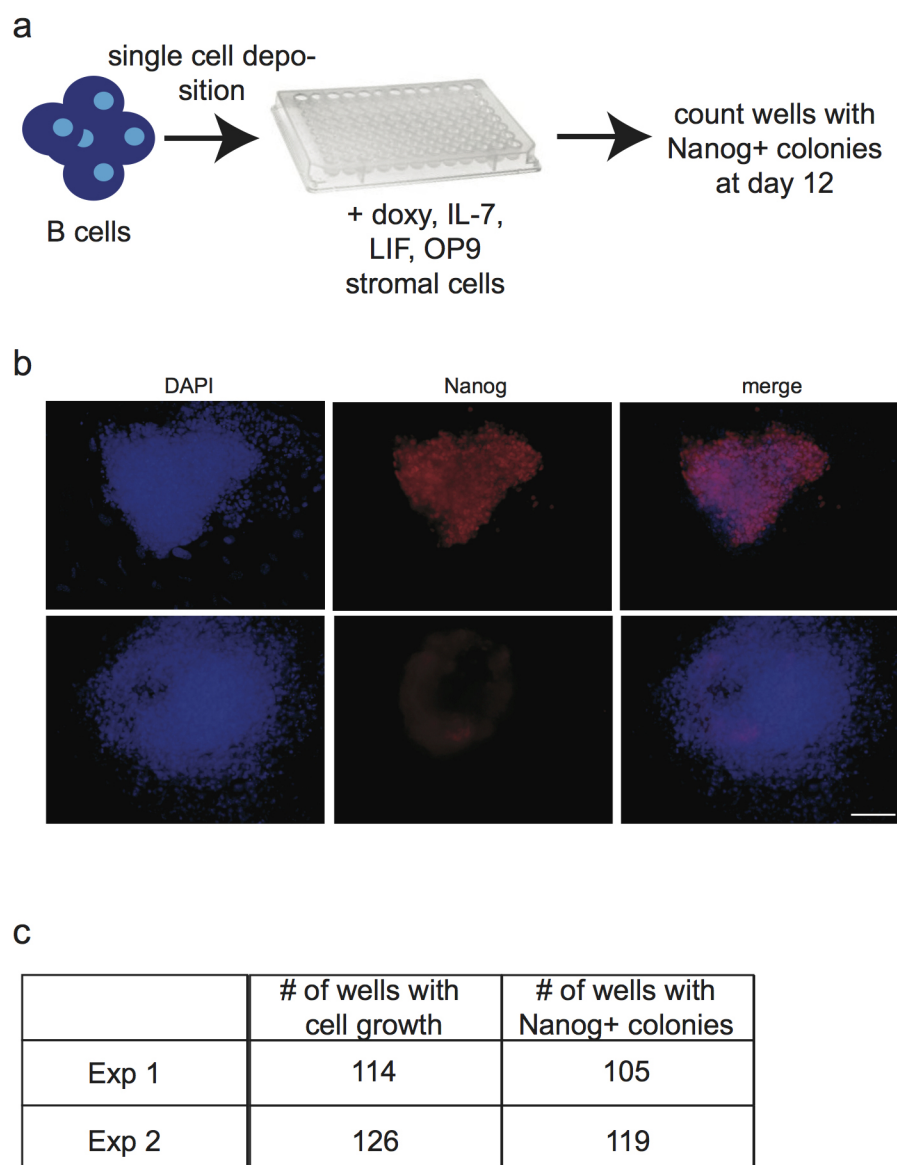 a
single cell depo-
sition
B cells
+ doxy, IL-7,
LIF, OP9
stromal cells
count wells with
Nanog+ colonies
at day 12
b
DAPI
Nanog
merge
c
# of wells with
cell growth
# of wells with
Nanog+ colonies
Exp 1
114
105
Exp 2
126
119